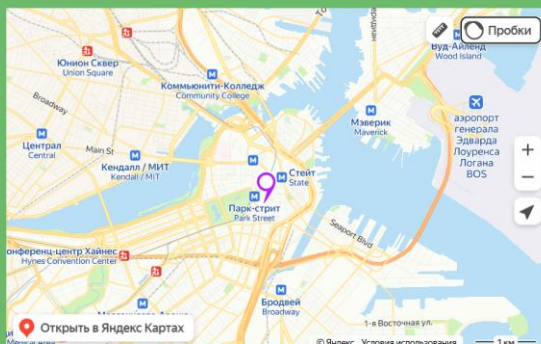 Пробки
Юнион Сквер
Union Square
Вуд-Айленд
Wood Island
Коммьюнити-Колледж
Community College
Broadway
Мэверик
Maverick
аэропорт
генерала
Эдварда
Лоуренса
Логана
BOS
Централ
Central
Main St
Кендалл / МИТ
Kendall / MIT
Стейт
State
Парк-стрит
Park Street
Seaport Blvd
онференц-центр Хайнес
Hynes Convention Center
Бродвей
Broadway
Открыть в Яндекс Картах
1-я Восточная ул.
© Яндекс Условия использования
1 км